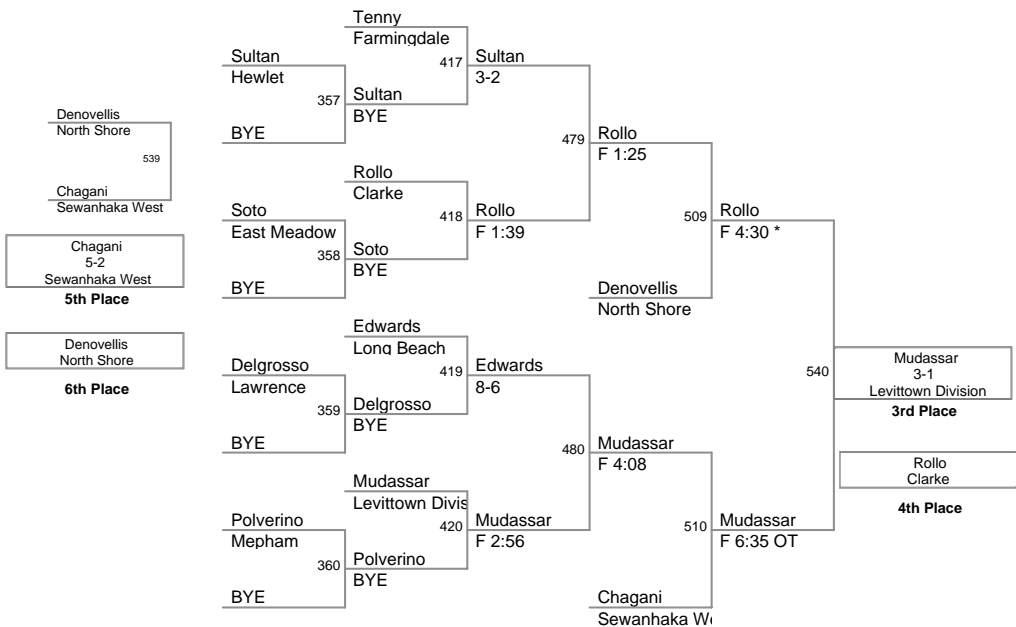 Tenny
Farmingdale
Sultan
Hewlet
417
Sultan
3-2
357
Sultan
BYE
BYE
Denovellis
North Shore
539
Chagani
Sewanhaka West
Chagani
5-2
Sewanhaka West
5th Place
Denovellis
North Shore
6th Place
479
Rollo
F 1:25
Rollo
Clarke
Soto
East Meadow
418
Rollo
F 1:39
358
Soto
BYE
BYE
509
Rollo
F 4:30 *
Denovellis
North Shore
Edwards
Long Beach
Delgrosso
Lawrence
419
Edwards
8-6
359
Delgrosso
BYE
BYE
480
Mudassar
F 4:08
Mudassar
Levittown Divis
Polverino
Mepham
420
Mudassar
F 2:56
360
Polverino
BYE
BYE
510
Mudassar
F 6:35 OT
Chagani
Sewanhaka We
540
Mudassar
3-1
Levittown Division
3rd Place
Rollo
Clarke
4th Place